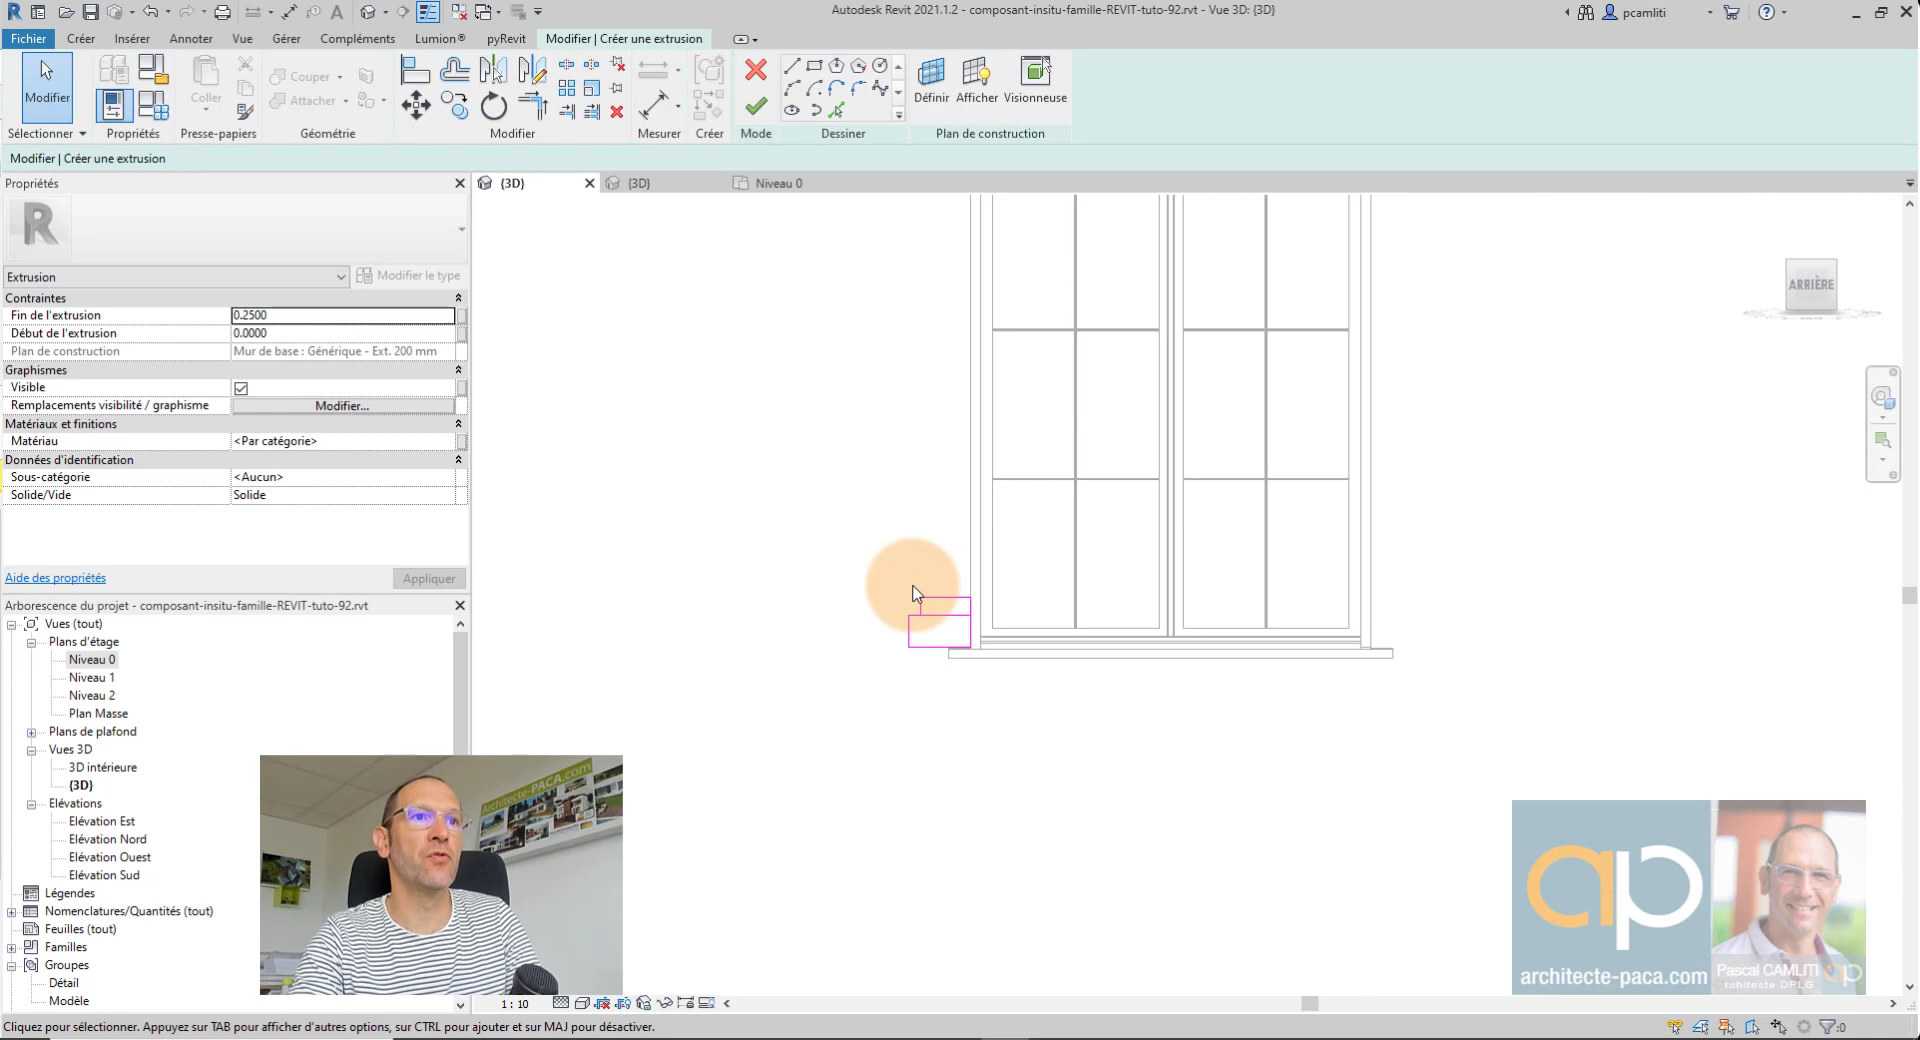 Autodesk Revit 2021.1.2 - composant-insitu-famille-REVIT-tuto-92.rvt - Vue 3D: {3D}
pcamliti
Fichier Créer Insérer Annoter Vue Gérer Compléments Lumion® pyRevit Modifier | Créer une extrusion
Modifier
Coller
Couper
Attacher
Définir Afficher Visionneuse
Sélectionner Propriétés Presse-papiers Géométrie Modifier Mesurer Créer Mode Dessiner Plan de construction
Modifier | Créer une extrusion
Propriétés
{3D} {3D} Niveau 0
R
Extrusion Modifier le type
Contraintes
Fin de l'extrusion 0.2500
Début de l'extrusion 0.0000
Plan de construction Mur de base : Générique - Ext. 200 mm
Graphismes
Visible
Remplacements visibilité / graphisme Modifier...
Matériaux et finitions
Matériau <Par catégorie>
Données d'identification
Sous-catégorie <Aucun>
Solide/Vide Solide
Aide des propriétés Appliquer
ARRIÈRE
Arborescence du projet - composant-insitu-famille-REVIT-tuto-92.rvt
Vues (tout)
Plans d'étage
Niveau 0
Niveau 1
Niveau 2
Plan Masse
Plans de plafond
Vues 3D
3D intérieure
{3D}
Elévations
Elévation Est
Elévation Nord
Elévation Ouest
Elévation Sud
Légendes
Nomenclatures/Quantités (tout)
Feuilles (tout)
Familles
Groupes
Détail
Modèle
Architecte-PACA.com
ap
architecte-paca.com
Pascal CAMLITI
Architecte DPLG
1 : 10
Cliquez pour sélectionner. Appuyez sur TAB pour afficher d'autres options, sur CTRL pour ajouter et sur MAJ pour désactiver.
:0